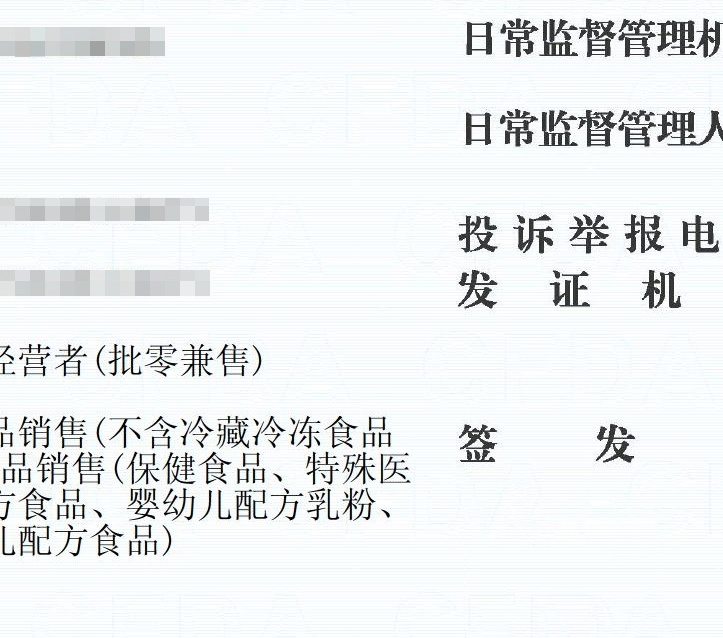 日常监督管理机
日常监督管理人
投诉举报电
发证机
经营者(批零兼售)
品销售(不含冷藏冷冻食品
签发
品销售(保健食品、特殊医
方食品、婴幼儿配方乳粉、
儿配方食品)